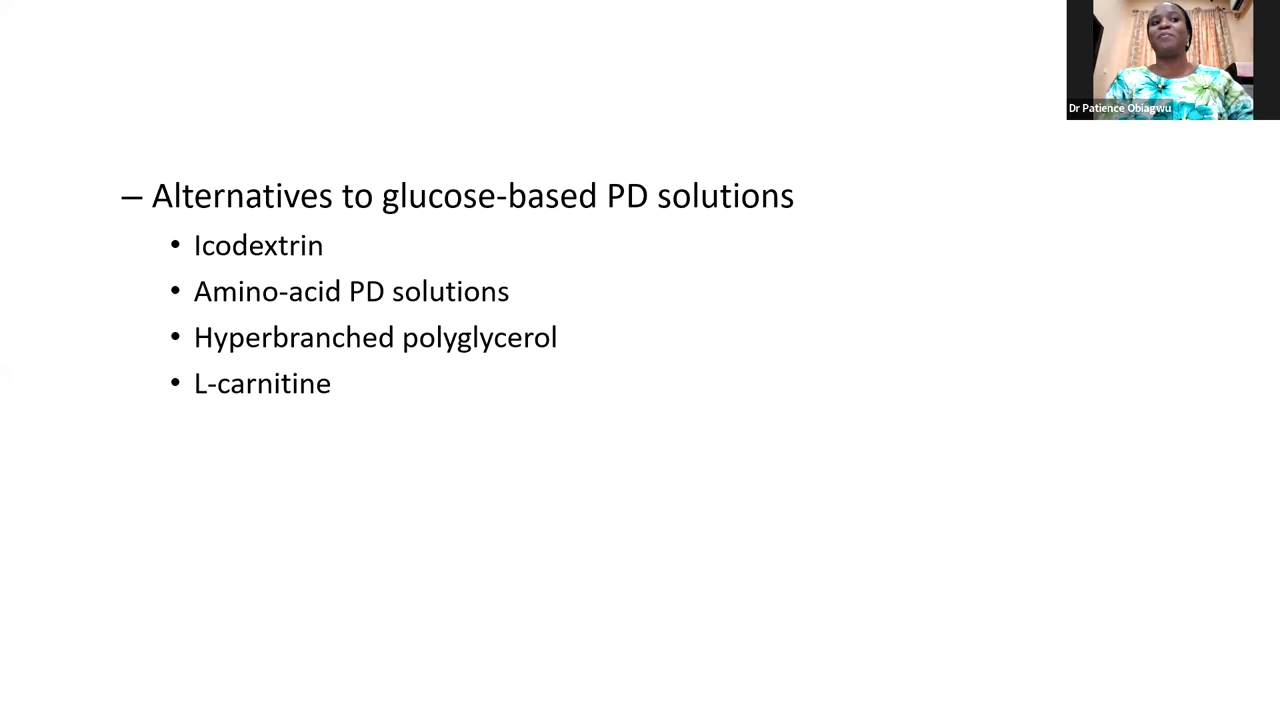 Dr Patience Obiagwu
– Alternatives to glucose-based PD solutions
• Icodextrin
• Amino-acid PD solutions
• Hyperbranched polyglycerol
• L-carnitine